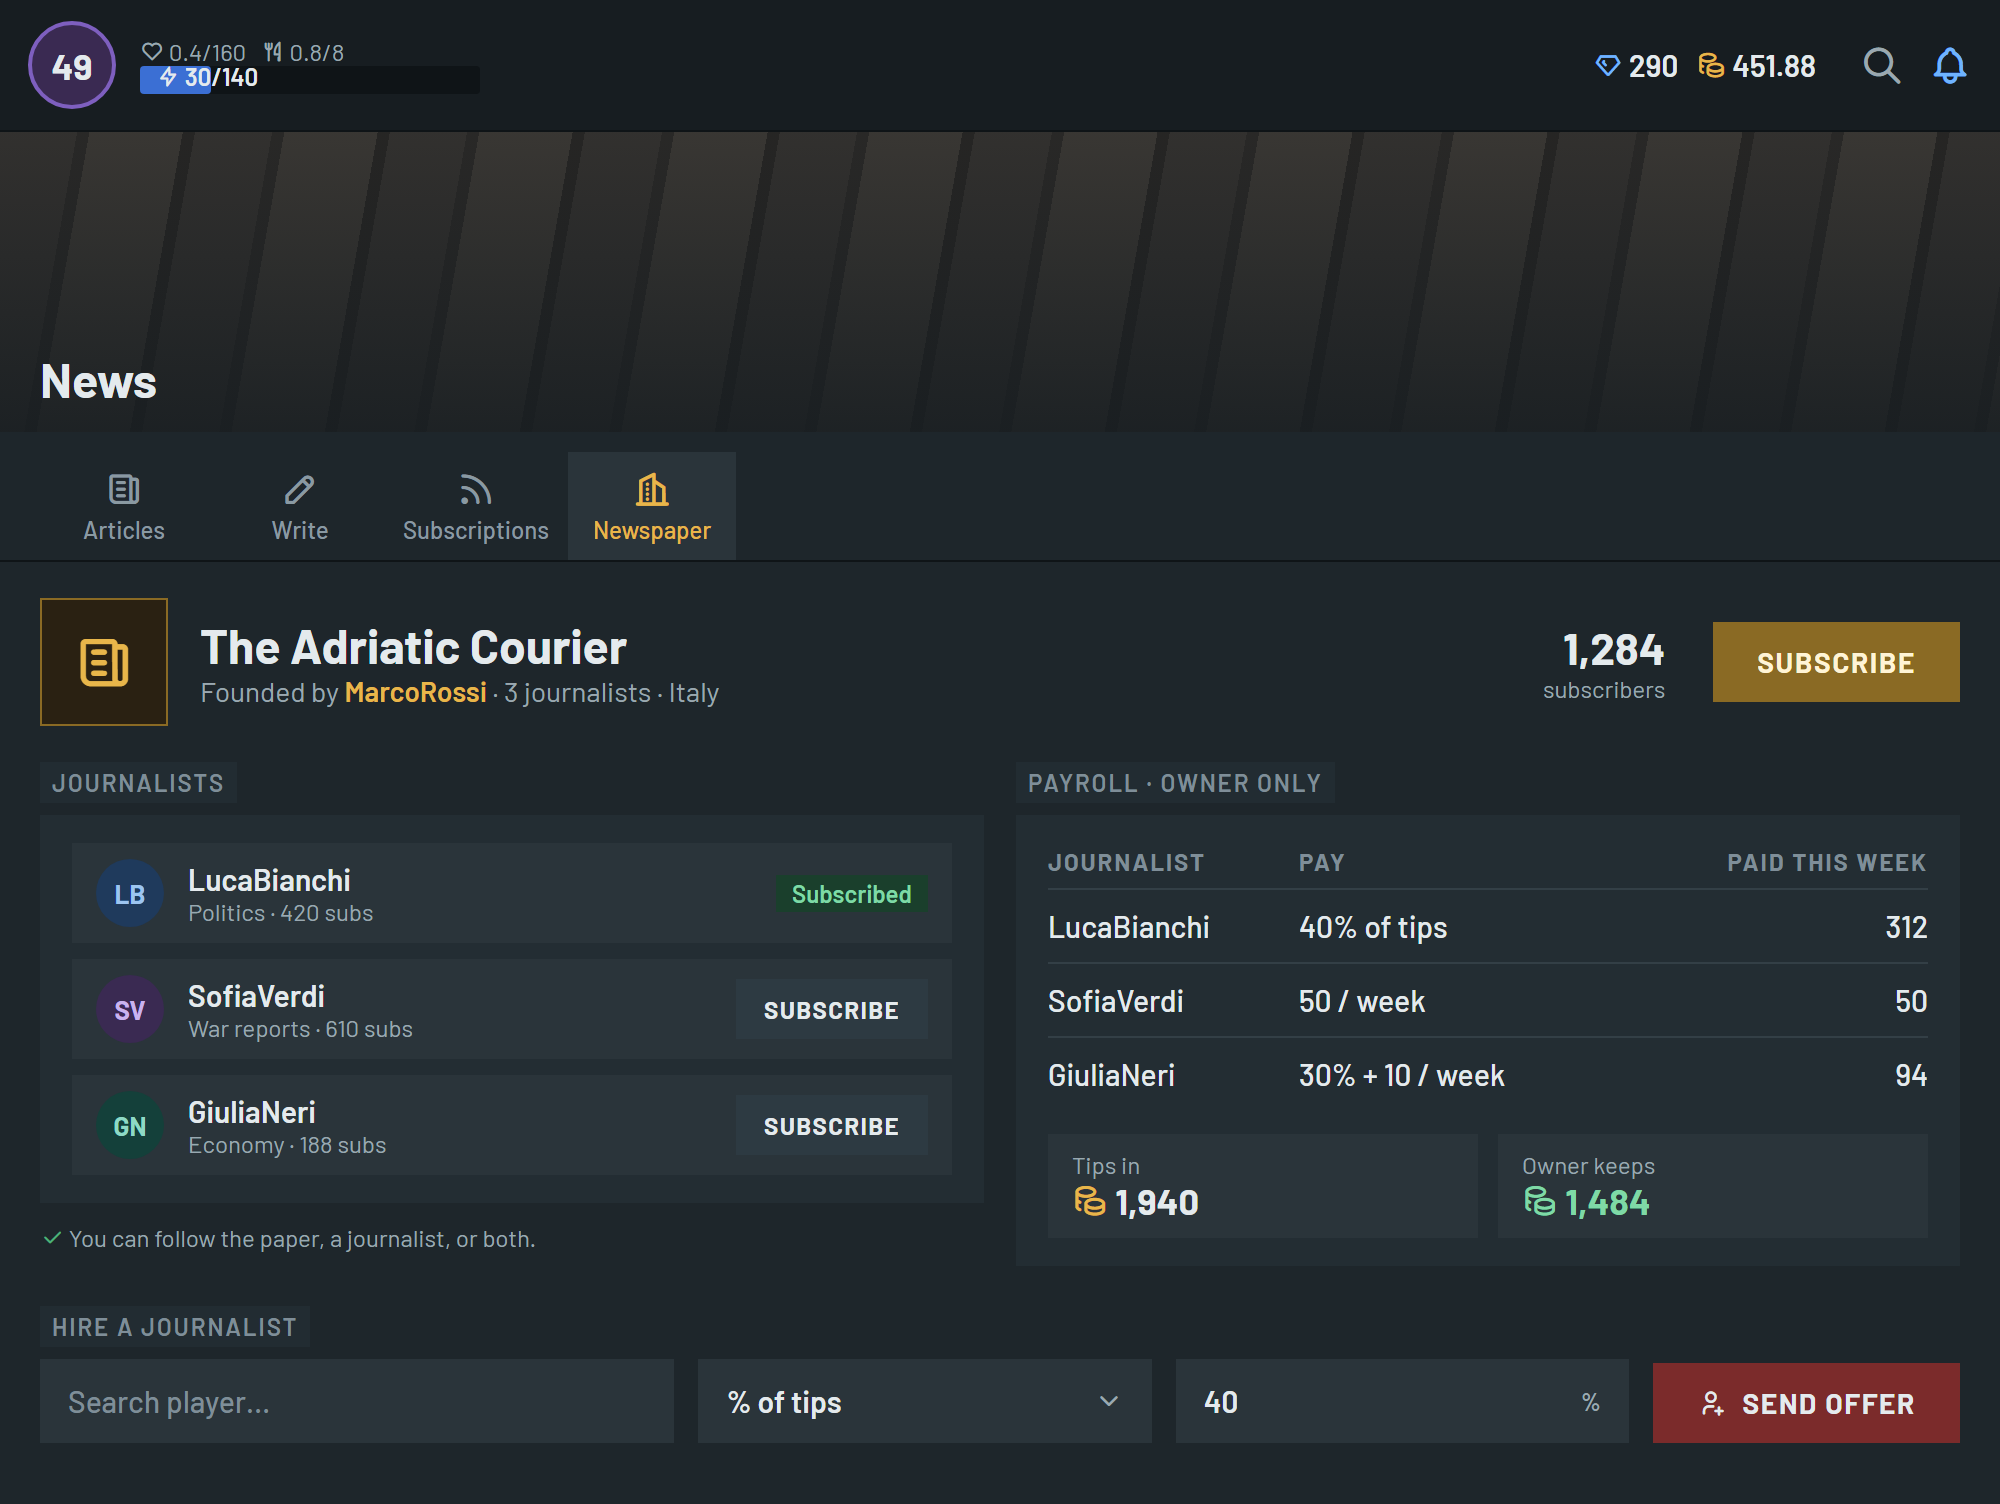 49
0.4/160 0.8/8
30/140
290 451.88
News
Articles Write Subscriptions Newspaper
The Adriatic Courier
Founded by MarcoRossi · 3 journalists · Italy
1,284
subscribers
SUBSCRIBE
JOURNALISTS
LB
LucaBianchi
Politics · 420 subs
Subscribed
SV
SofiaVerdi
War reports · 610 subs
SUBSCRIBE
GN
GiuliaNeri
Economy · 188 subs
SUBSCRIBE
You can follow the paper, a journalist, or both.
PAYROLL · OWNER ONLY
JOURNALIST PAY PAID THIS WEEK
LucaBianchi 40% of tips 312
SofiaVerdi 50 / week 50
GiuliaNeri 30% + 10 / week 94
Tips in
1,940
Owner keeps
1,484
HIRE A JOURNALIST
Search player... % of tips 40 % SEND OFFER